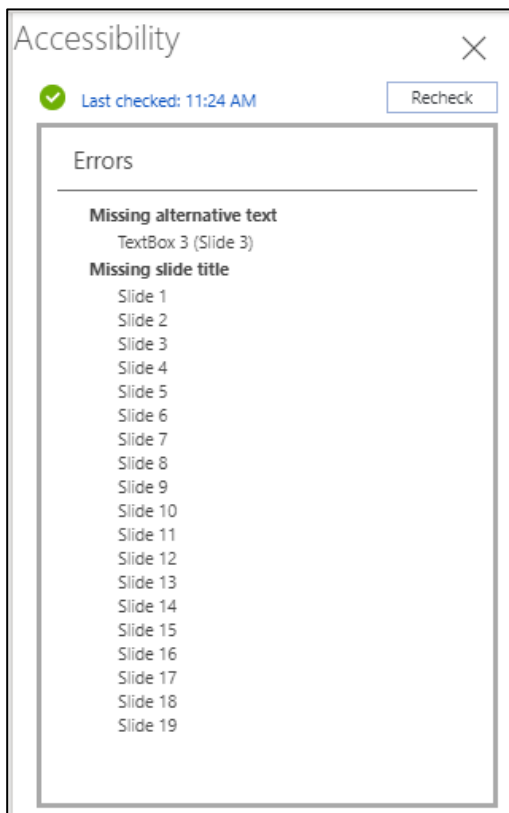 Accessibility
Last checked: 11:24 AM
Recheck
Errors
Missing alternative text
TextBox 3 (Slide 3)
Missing slide title
Slide 1
Slide 2
Slide 3
Slide 4
Slide 5
Slide 6
Slide 7
Slide 8
Slide 9
Slide 10
Slide 11
Slide 12
Slide 13
Slide 14
Slide 15
Slide 16
Slide 17
Slide 18
Slide 19